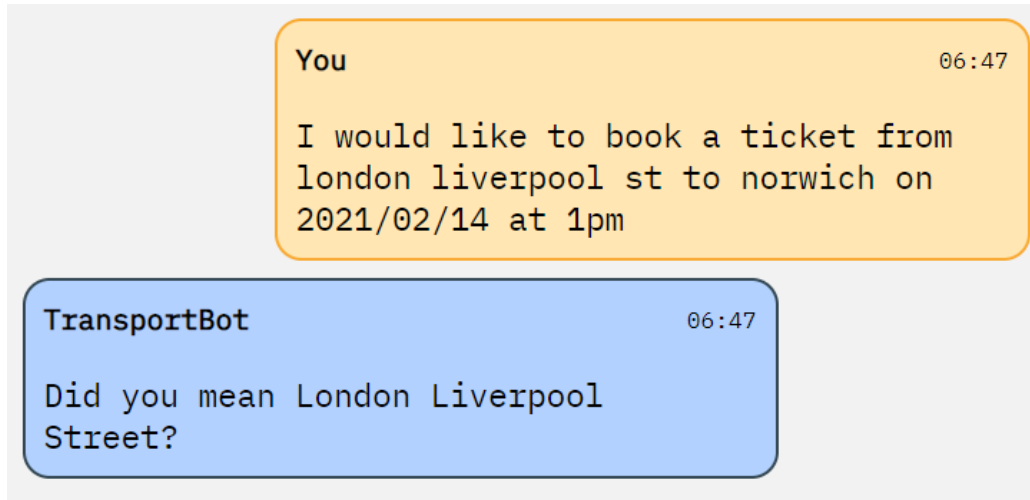 You 06:47
I would like to book a ticket from
london liverpool st to norwich on
2021/02/14 at 1pm
TransportBot 06:47
Did you mean London Liverpool
Street?